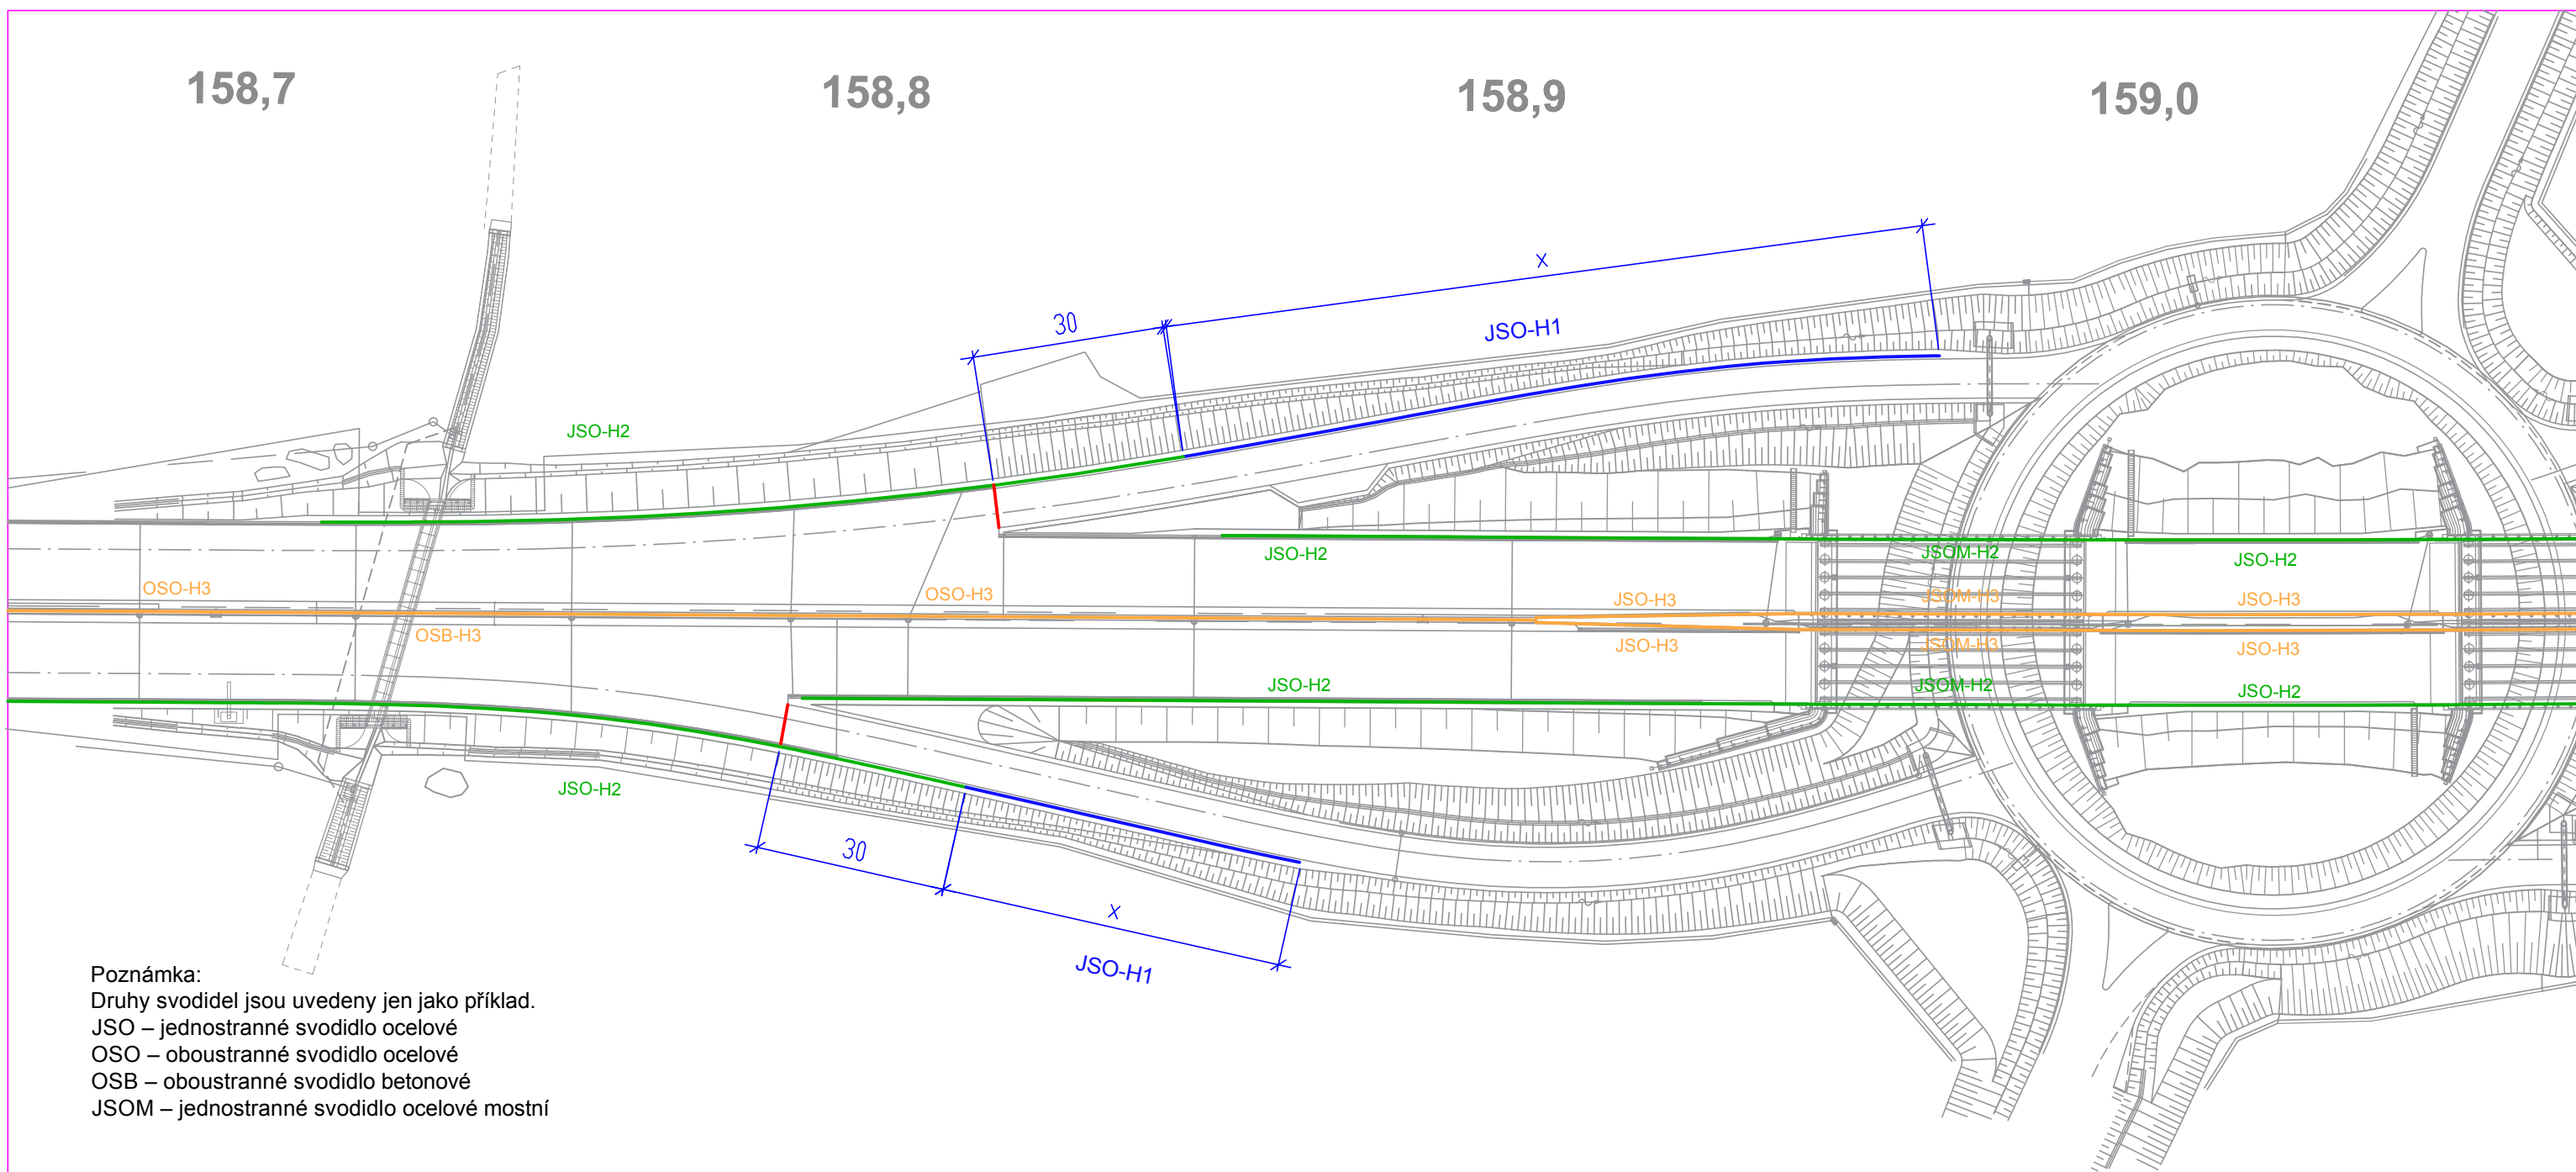 158,7
158,8
158,9
159,0
x
30
JSO-H1
JSO-H2
JSO-H2
JSOM-H2
JSO-H2
OSO-H3
OSO-H3
JSO-H3
JSOM-H3
JSO-H3
OSB-H3
JSO-H3
JSOM-H3
JSO-H3
JSO-H2
JSOM-H2
JSO-H2
JSO-H2
30
x
JSO-H1
Poznámka:
Druhy svodidel jsou uvedeny jen jako příklad.
JSO – jednostranné svodidlo ocelové
OSO – oboustranné svodidlo ocelové
OSB – oboustranné svodidlo betonové
JSOM – jednostranné svodidlo ocelové mostní